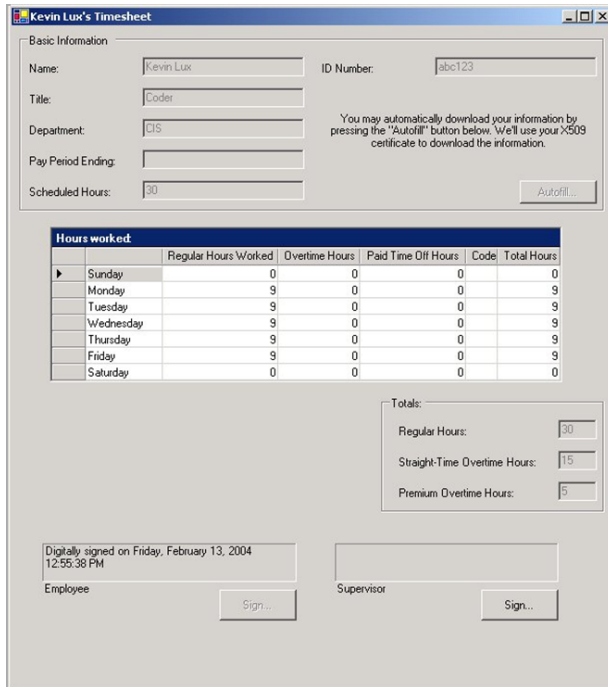 Kevin Lux's Timesheet
Basic Information
Name: Kevin Lux ID Number: abc123
Title: Coder
Department: CIS
You may automatically download your information by
pressing the "Autofill" button below. We'll use your X509
certificate to download the information.
Pay Period Ending:
Scheduled Hours: 30
Autofill...
Hours worked:
Regular Hours Worked Overtime Hours Paid Time Off Hours Code Total Hours
Sunday 0 0 0 0
Monday 9 0 0 9
Tuesday 9 0 0 9
Wednesday 9 0 0 9
Thursday 9 0 0 9
Friday 9 0 0 9
Saturday 0 0 0 0
Totals:
Regular Hours: 30
Straight-Time Overtime Hours: 15
Premium Overtime Hours: 5
Digitally signed on Friday, February 13, 2004
12:55:38 PM
Employee
Sign...
Supervisor
Sign...